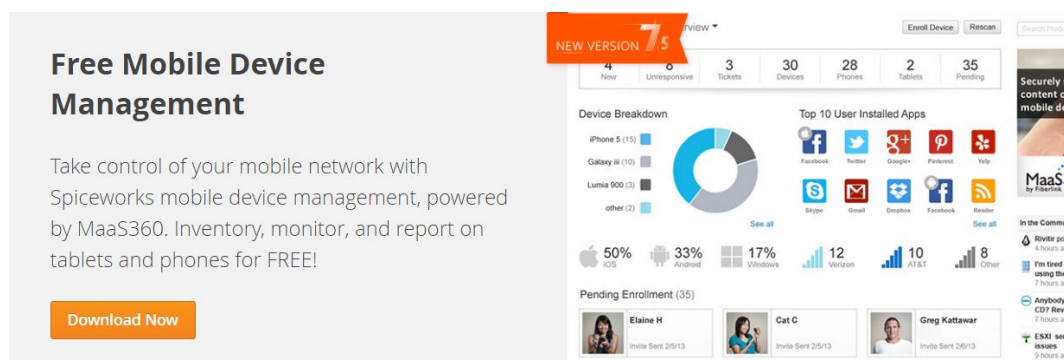 Free Mobile Device
Management
Take control of your mobile network with
Spiceworks mobile device management, powered
by MaaS360. Inventory, monitor, and report on
tablets and phones for FREE!
Download Now
NEW VERSION 7.5
Enroll Device Rescan
4 8 3 30 28 2 35
New Unresponsive Tickets Devices Phones Tablets Pending
Device Breakdown
iPhone 5 (15)
Galaxy iii (10)
Lumia 900 (3)
other (2)
See all
Top 10 User Installed Apps
Facebook Twitter Google+ Pinterest Yelp
Skype Gmail Dropbox Facebook Reader
See all
50% 33% 17% 12 10 8
iOS Android Windows Verizon AT&T Other
Pending Enrollment (35)
Elaine H
Invite Sent 2/5/13
Cat C
Invite Sent 2/5/13
Greg Kattawar
Invite Sent 2/6/13
Securely
content
mobile
MaaS
by Fiberlink
In the
Rivitir
4 hours
I'm tired
using
7 hours
Anybody
CD?
7 hours
ESXI
issues
9 hours